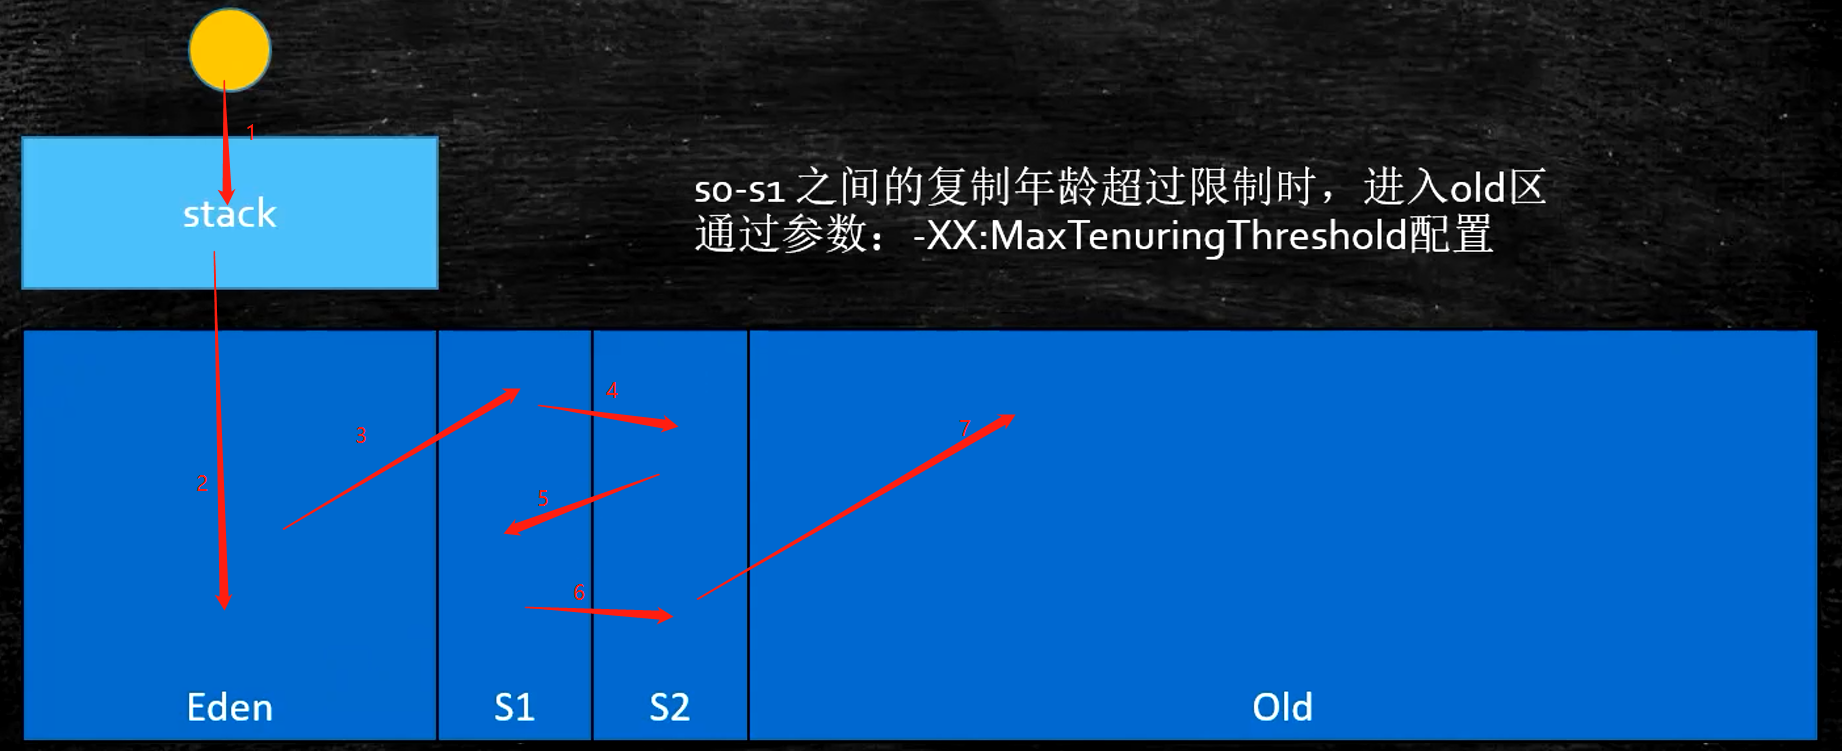 1
stack
s0-s1 之间的复制年龄超过限制时，进入old区
通过参数：-XX:MaxTenuringThreshold配置
4
3
7
2
5
6
Eden
S1
S2
Old